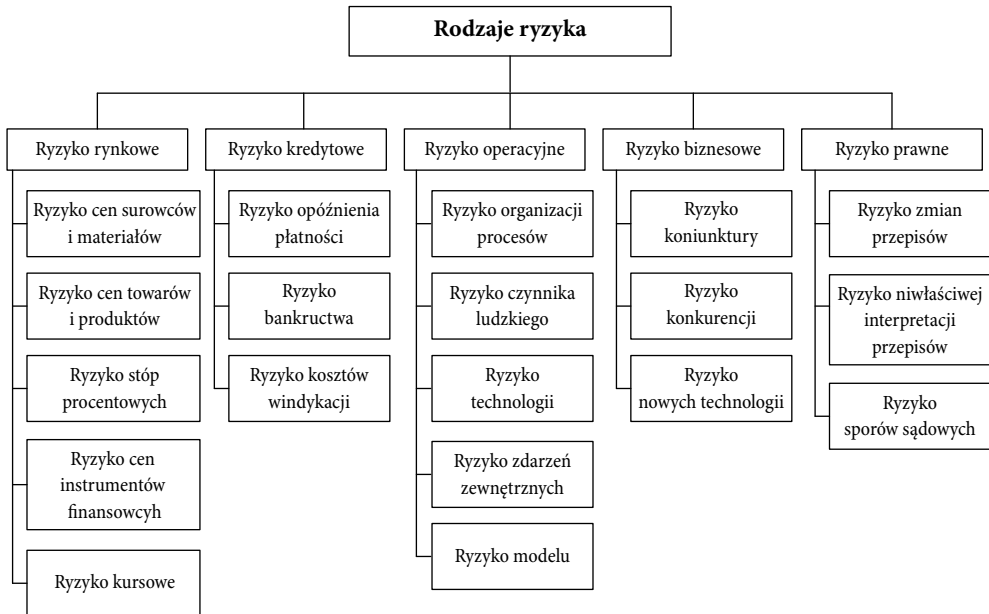 Rodzaje ryzyka
Ryzyko rynkowe
Ryzyko cen surowców
i materiałów
Ryzyko cen towarów
i produktów
Ryzyko stóp
procentowych
Ryzyko cen
instrumentów
finansowcyh
Ryzyko kursowe
Ryzyko kredytowe
Ryzyko opóźnienia
płatności
Ryzyko
bankructwa
Ryzyko kosztów
windykacji
Ryzyko operacyjne
Ryzyko organizacji
procesów
Ryzyko czynnika
ludzkiego
Ryzyko
technologii
Ryzyko zdarzeń
zewnętrznych
Ryzyko modelu
Ryzyko biznesowe
Ryzyko
koniunktury
Ryzyko
konkurencji
Ryzyko
nowych technologii
Ryzyko prawne
Ryzyko zmian
przepisów
Ryzyko niwłaściwej
interpretacji
przepisów
Ryzyko
sporów sądowych